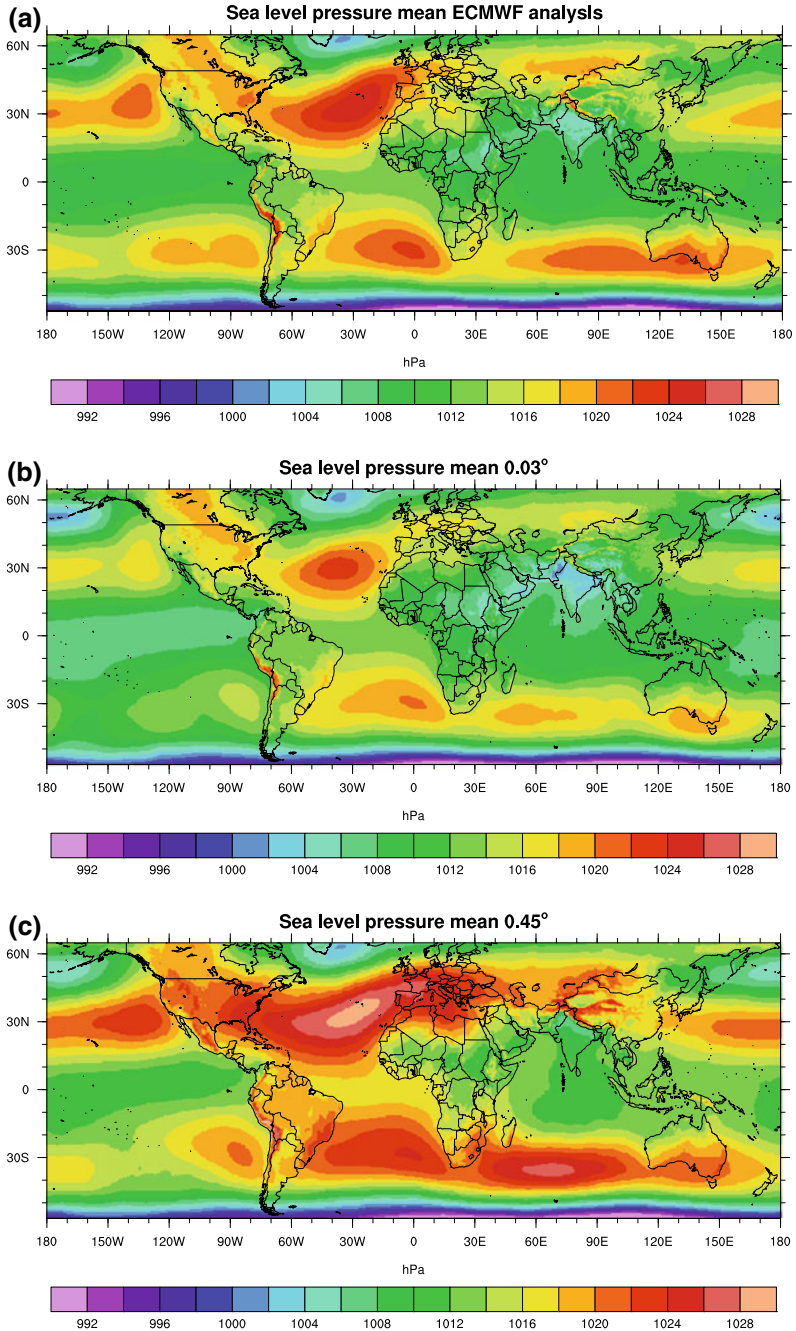 (a)
Sea level pressure mean ECMWF analysis
60N
30N
0
30S
180 150W 120W 90W 60W 30W 0 30E 60E 90E 120E 150E 180
hPa
992 996 1000 1004 1008 1012 1016 1020 1024 1028
(b)
Sea level pressure mean 0.03°
60N
30N
0
30S
180 150W 120W 90W 60W 30W 0 30E 60E 90E 120E 150E 180
hPa
992 996 1000 1004 1008 1012 1016 1020 1024 1028
(c)
Sea level pressure mean 0.45°
60N
30N
0
30S
180 150W 120W 90W 60W 30W 0 30E 60E 90E 120E 150E 180
hPa
992 996 1000 1004 1008 1012 1016 1020 1024 1028